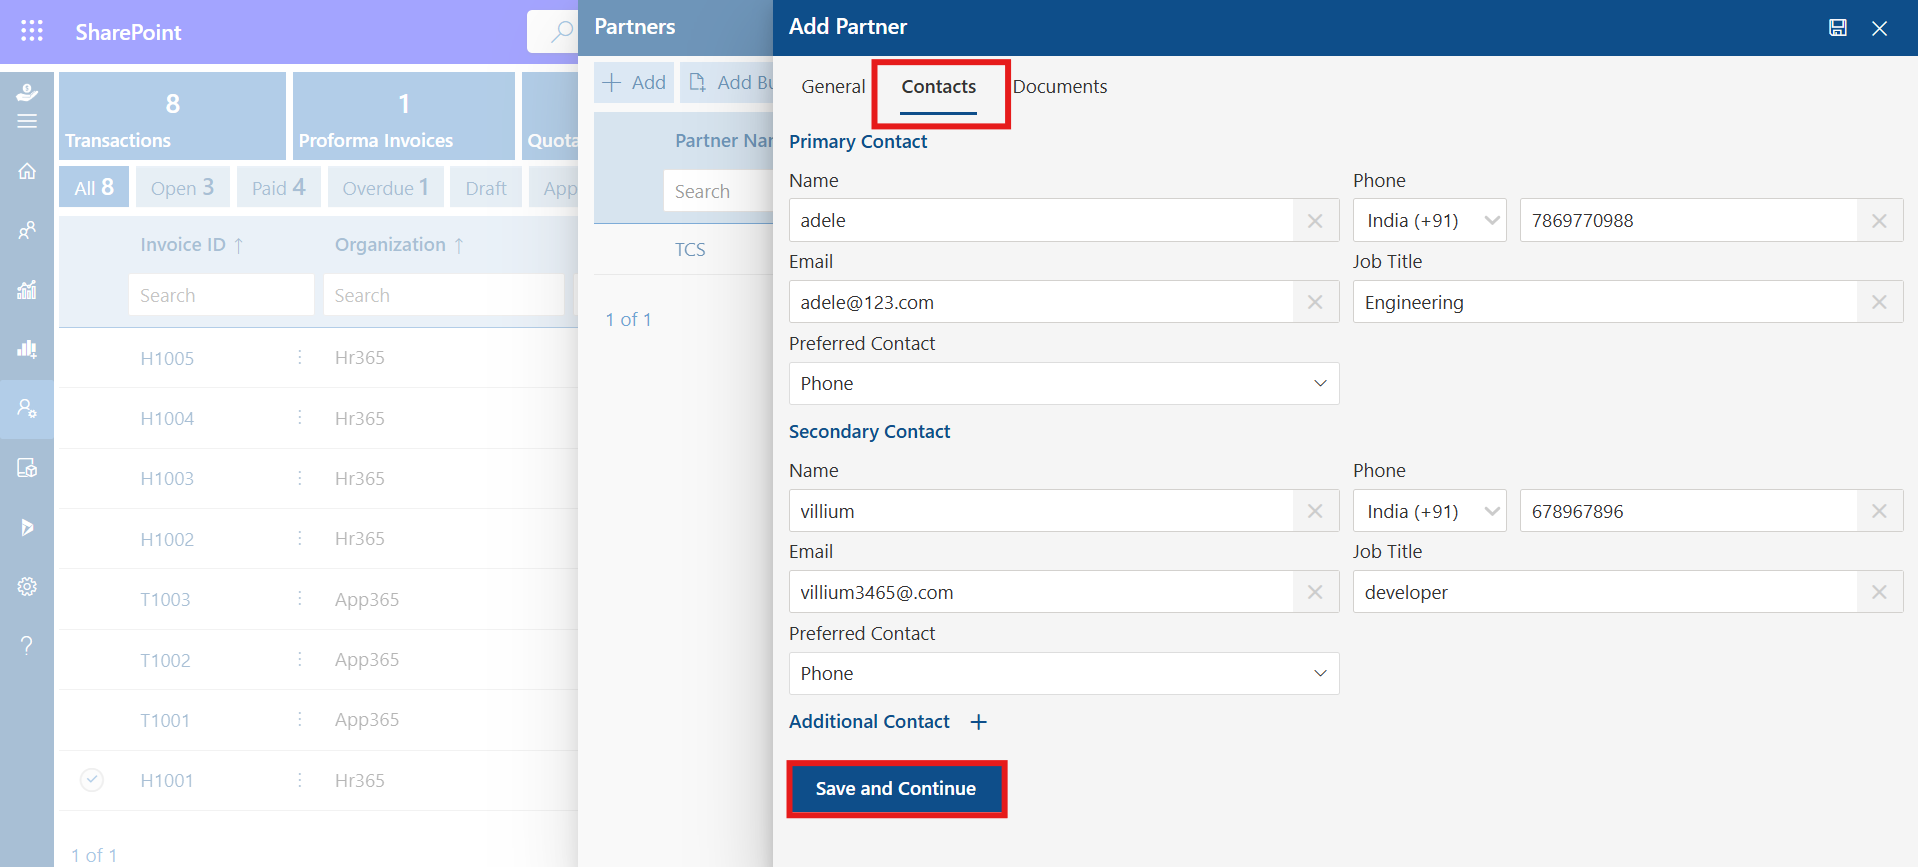 SharePoint
8
Transactions
1
Proforma Invoices
Quota
All 8
Open 3
Paid 4
Overdue 1
Draft
App
Invoice ID ↑
Organization ↑
Search
Search
H1005
Hr365
H1004
Hr365
H1003
Hr365
H1002
Hr365
T1003
App365
T1002
App365
T1001
App365
H1001
Hr365
1 of 1
Partners
Add
Add Bu
Partner Nar
Search
TCS
1 of 1
Add Partner
General
Contacts
Documents
Primary Contact
Name
Phone
adele
India (+91)
7869770988
Email
Job Title
adele@123.com
Engineering
Preferred Contact
Phone
Secondary Contact
Name
Phone
villium
India (+91)
678967896
Email
Job Title
villium3465@.com
developer
Preferred Contact
Phone
Additional Contact +
Save and Continue